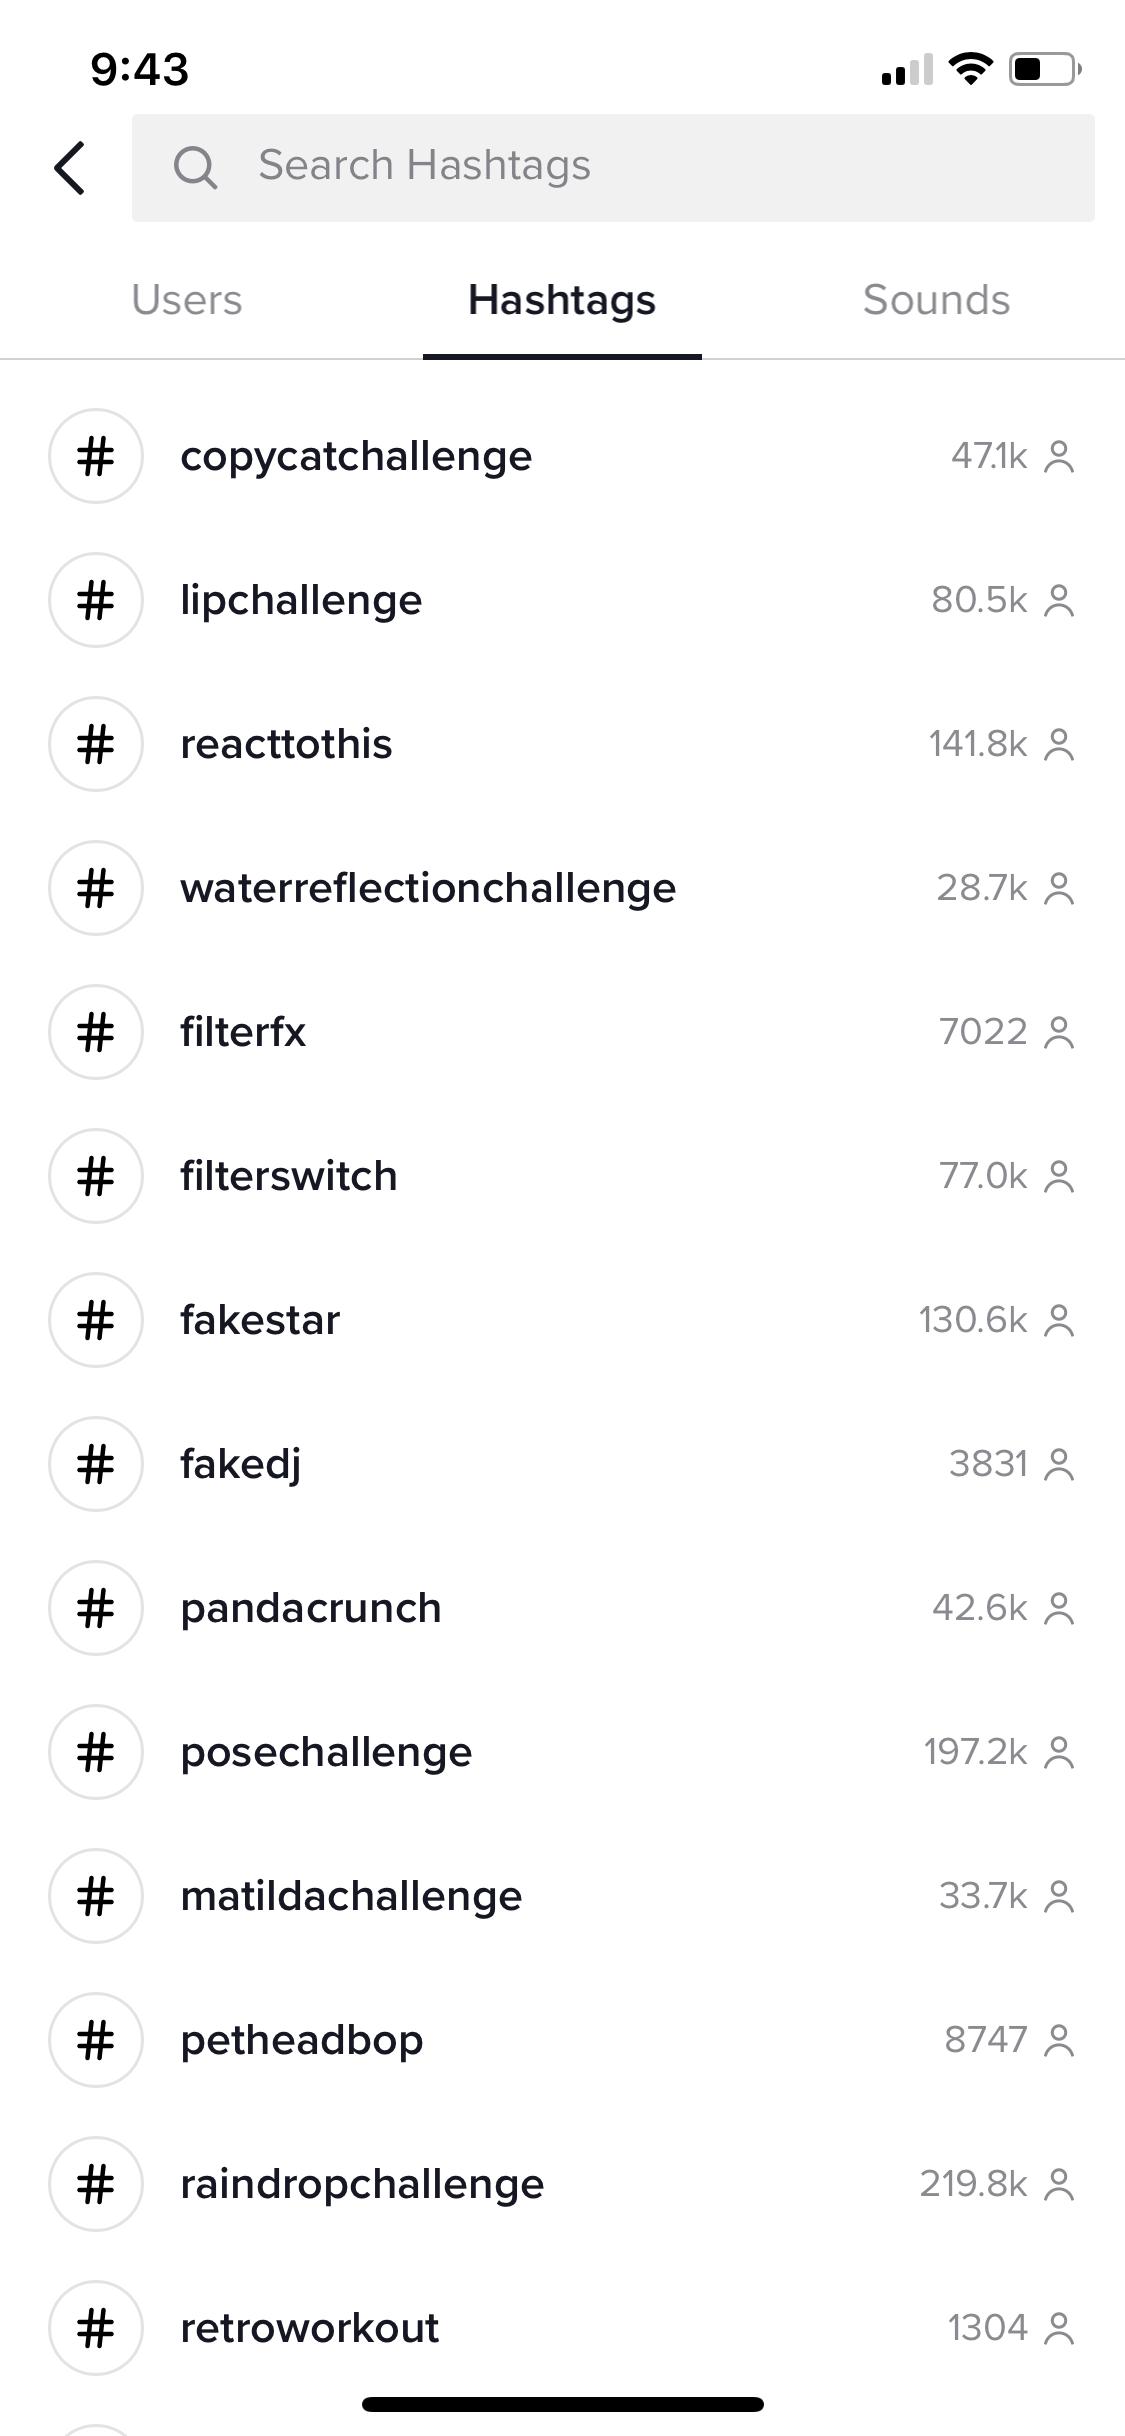 9:43
Search Hashtags
Users Hashtags Sounds
# copycatchallenge 47.1k
# lipchallenge 80.5k
# reacttothis 141.8k
# waterreflectionchallenge 28.7k
# filterfx 7022
# filterswitch 77.0k
# fakestar 130.6k
# fakedj 3831
# pandacrunch 42.6k
# posechallenge 197.2k
# matildachallenge 33.7k
# petheadbop 8747
# raindropchallenge 219.8k
# retroworkout 1304